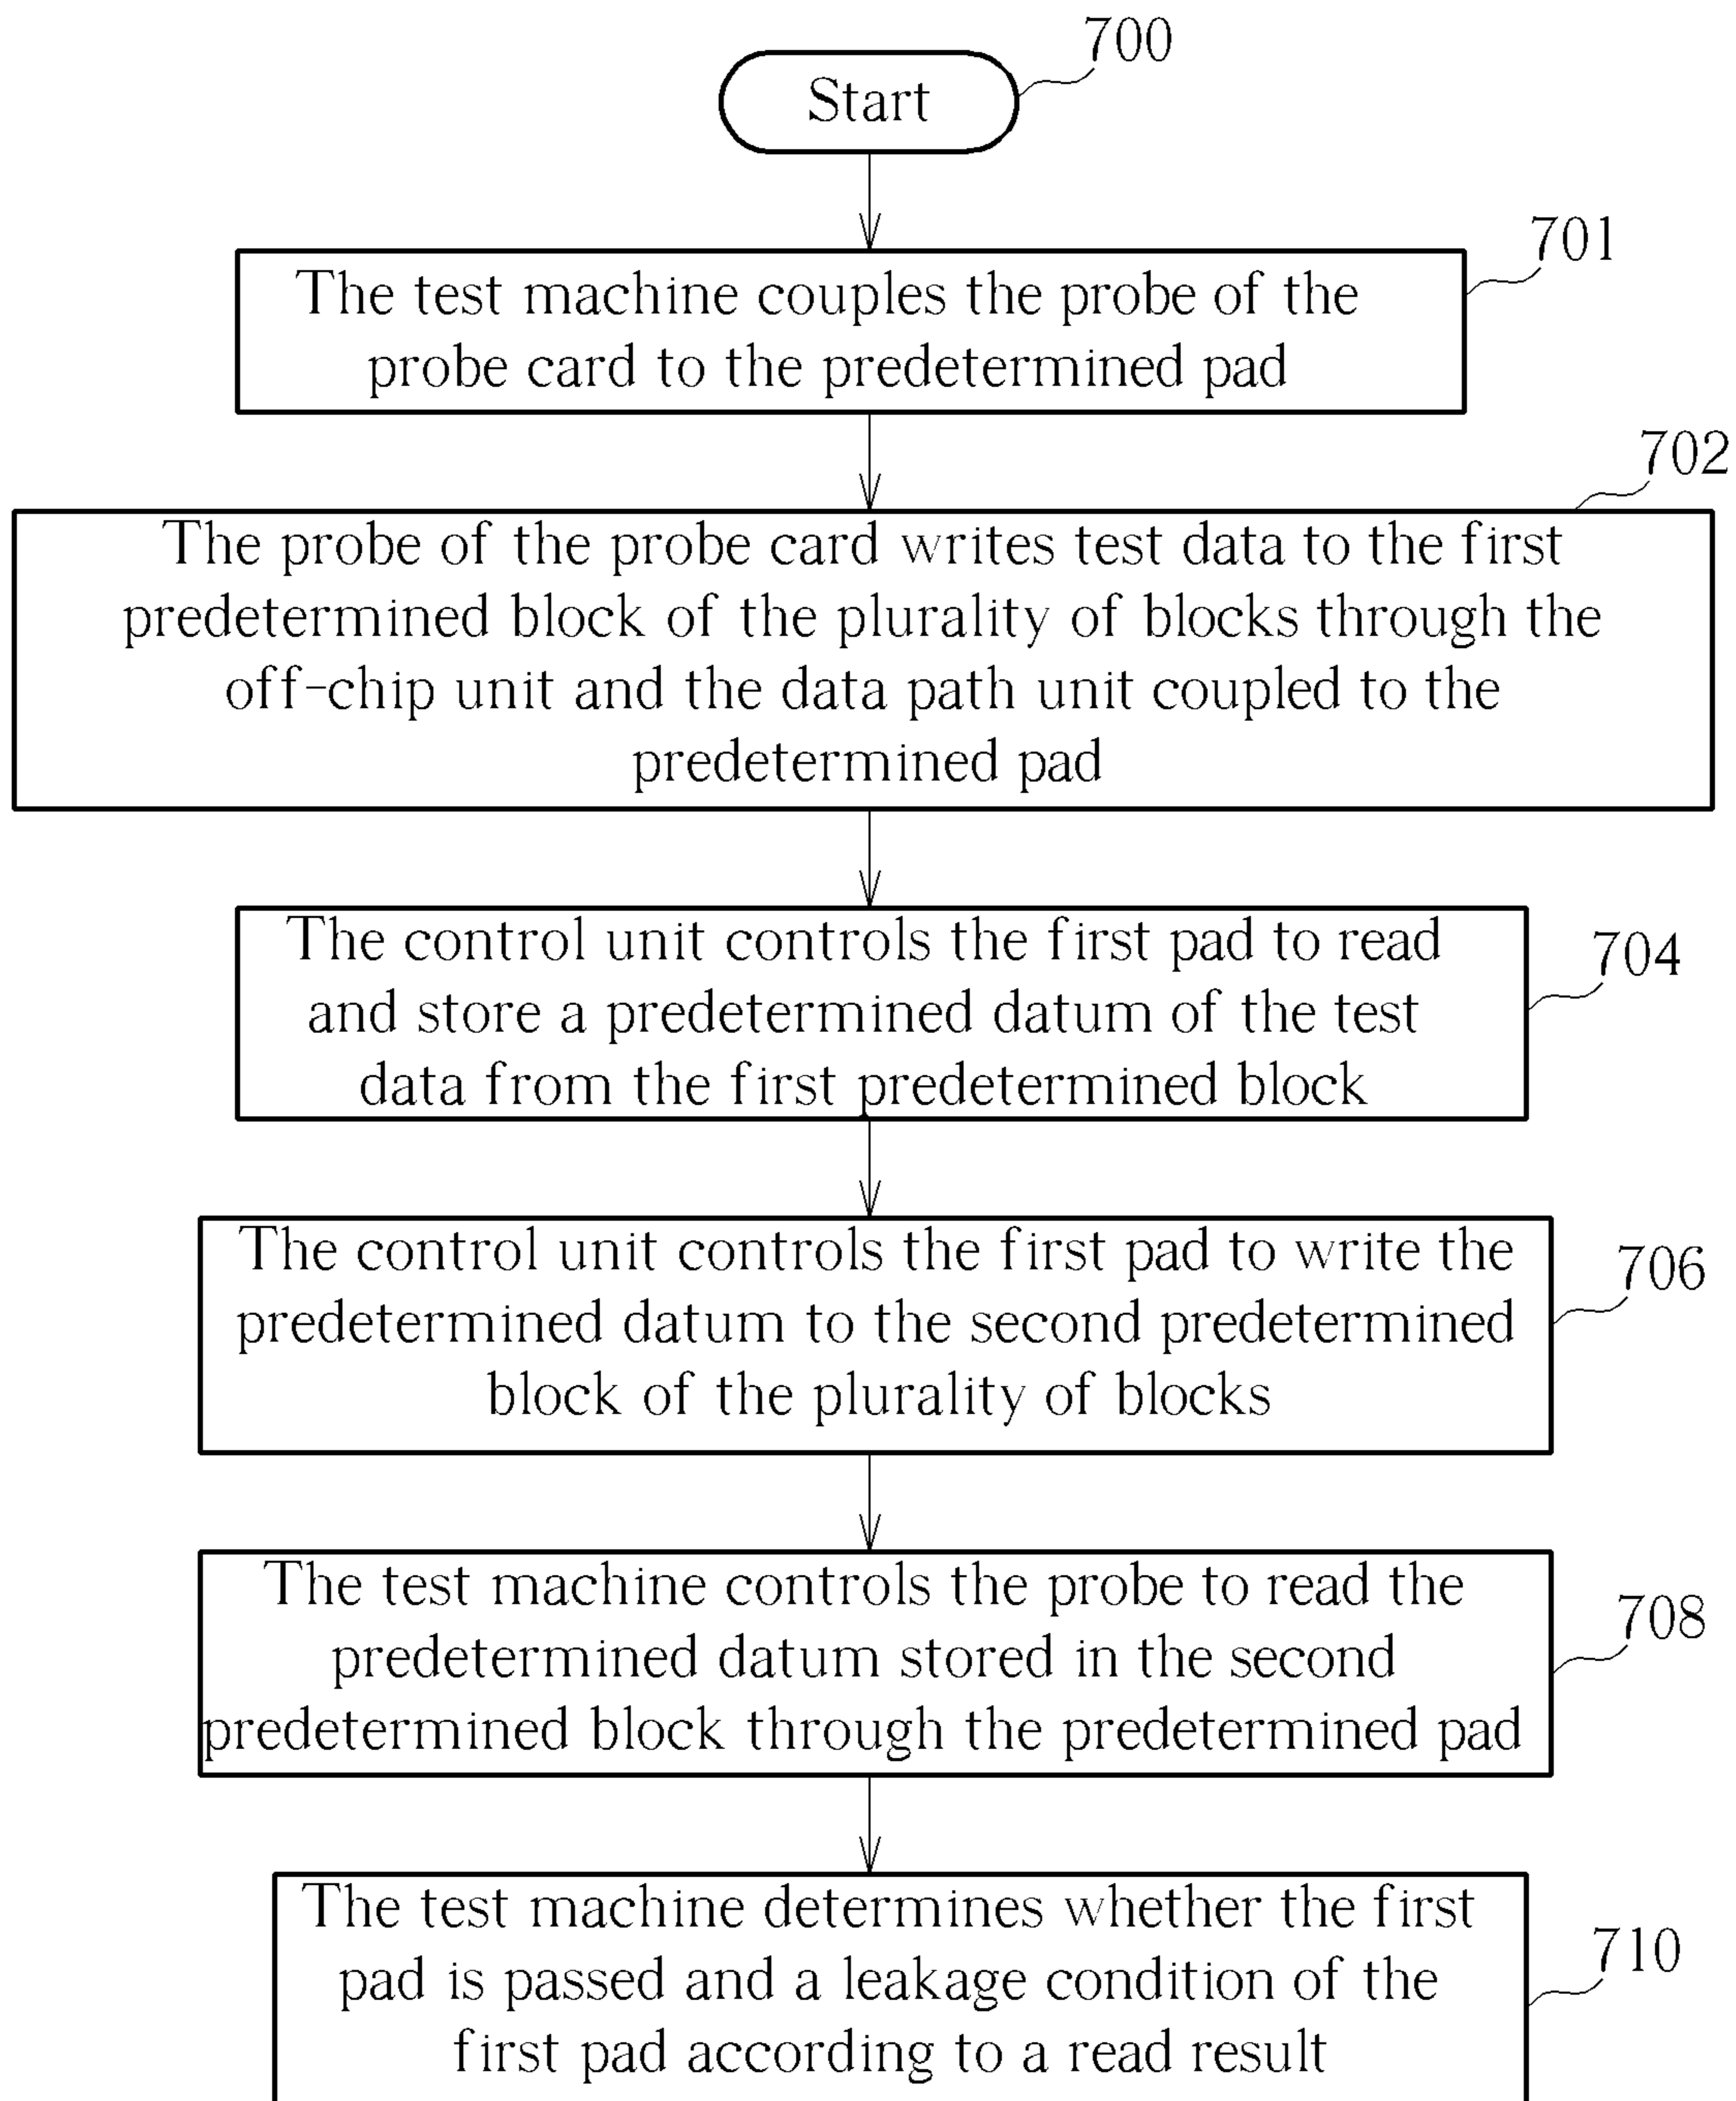 700
Start
701
The test machine couples the probe of the
probe card to the predetermined pad
702
The probe of the probe card writes test data to the first
predetermined block of the plurality of blocks through the
off-chip unit and the data path unit coupled to the
predetermined pad
704
The control unit controls the first pad to read
and store a predetermined datum of the test
data from the first predetermined block
706
The control unit controls the first pad to write the
predetermined datum to the second predetermined
block of the plurality of blocks
708
The test machine controls the probe to read the
predetermined datum stored in the second
predetermined block through the predetermined pad
710
The test machine determines whether the first
pad is passed and a leakage condition of the
first pad according to a read result